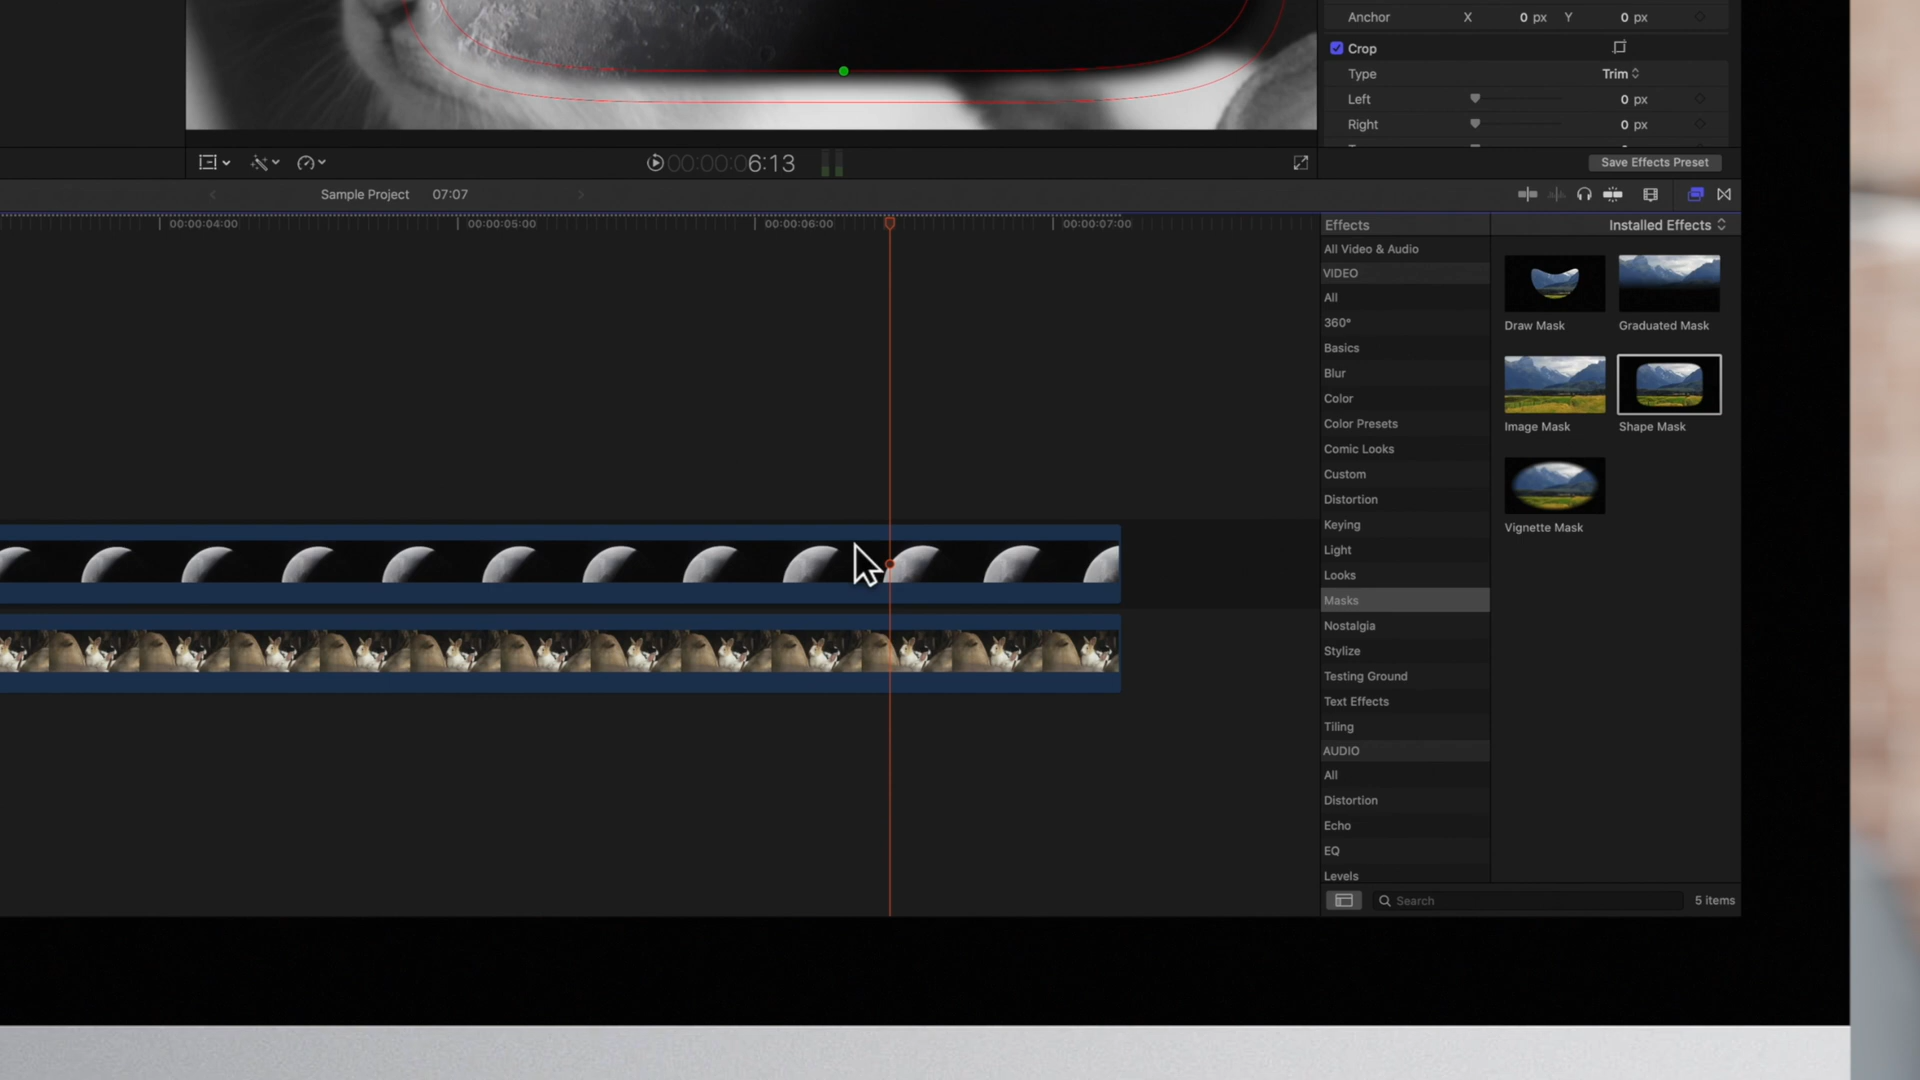 Anchor X 0 px Y 0 px
Crop
Type Trim
Left 0 px
Right 0 px
00:00:06:13
Save Effects Preset
Sample Project 07:07
00:00:04:00 00:00:05:00 00:00:06:00 00:00:07:00
Effects
Installed Effects
All Video & Audio
VIDEO
All
360°
Basics
Blur
Color
Color Presets
Comic Looks
Custom
Distortion
Keying
Light
Looks
Masks
Nostalgia
Stylize
Testing Ground
Text Effects
Tiling
AUDIO
All
Distortion
Echo
EQ
Levels
Draw Mask
Graduated Mask
Image Mask
Shape Mask
Vignette Mask
Search
5 items